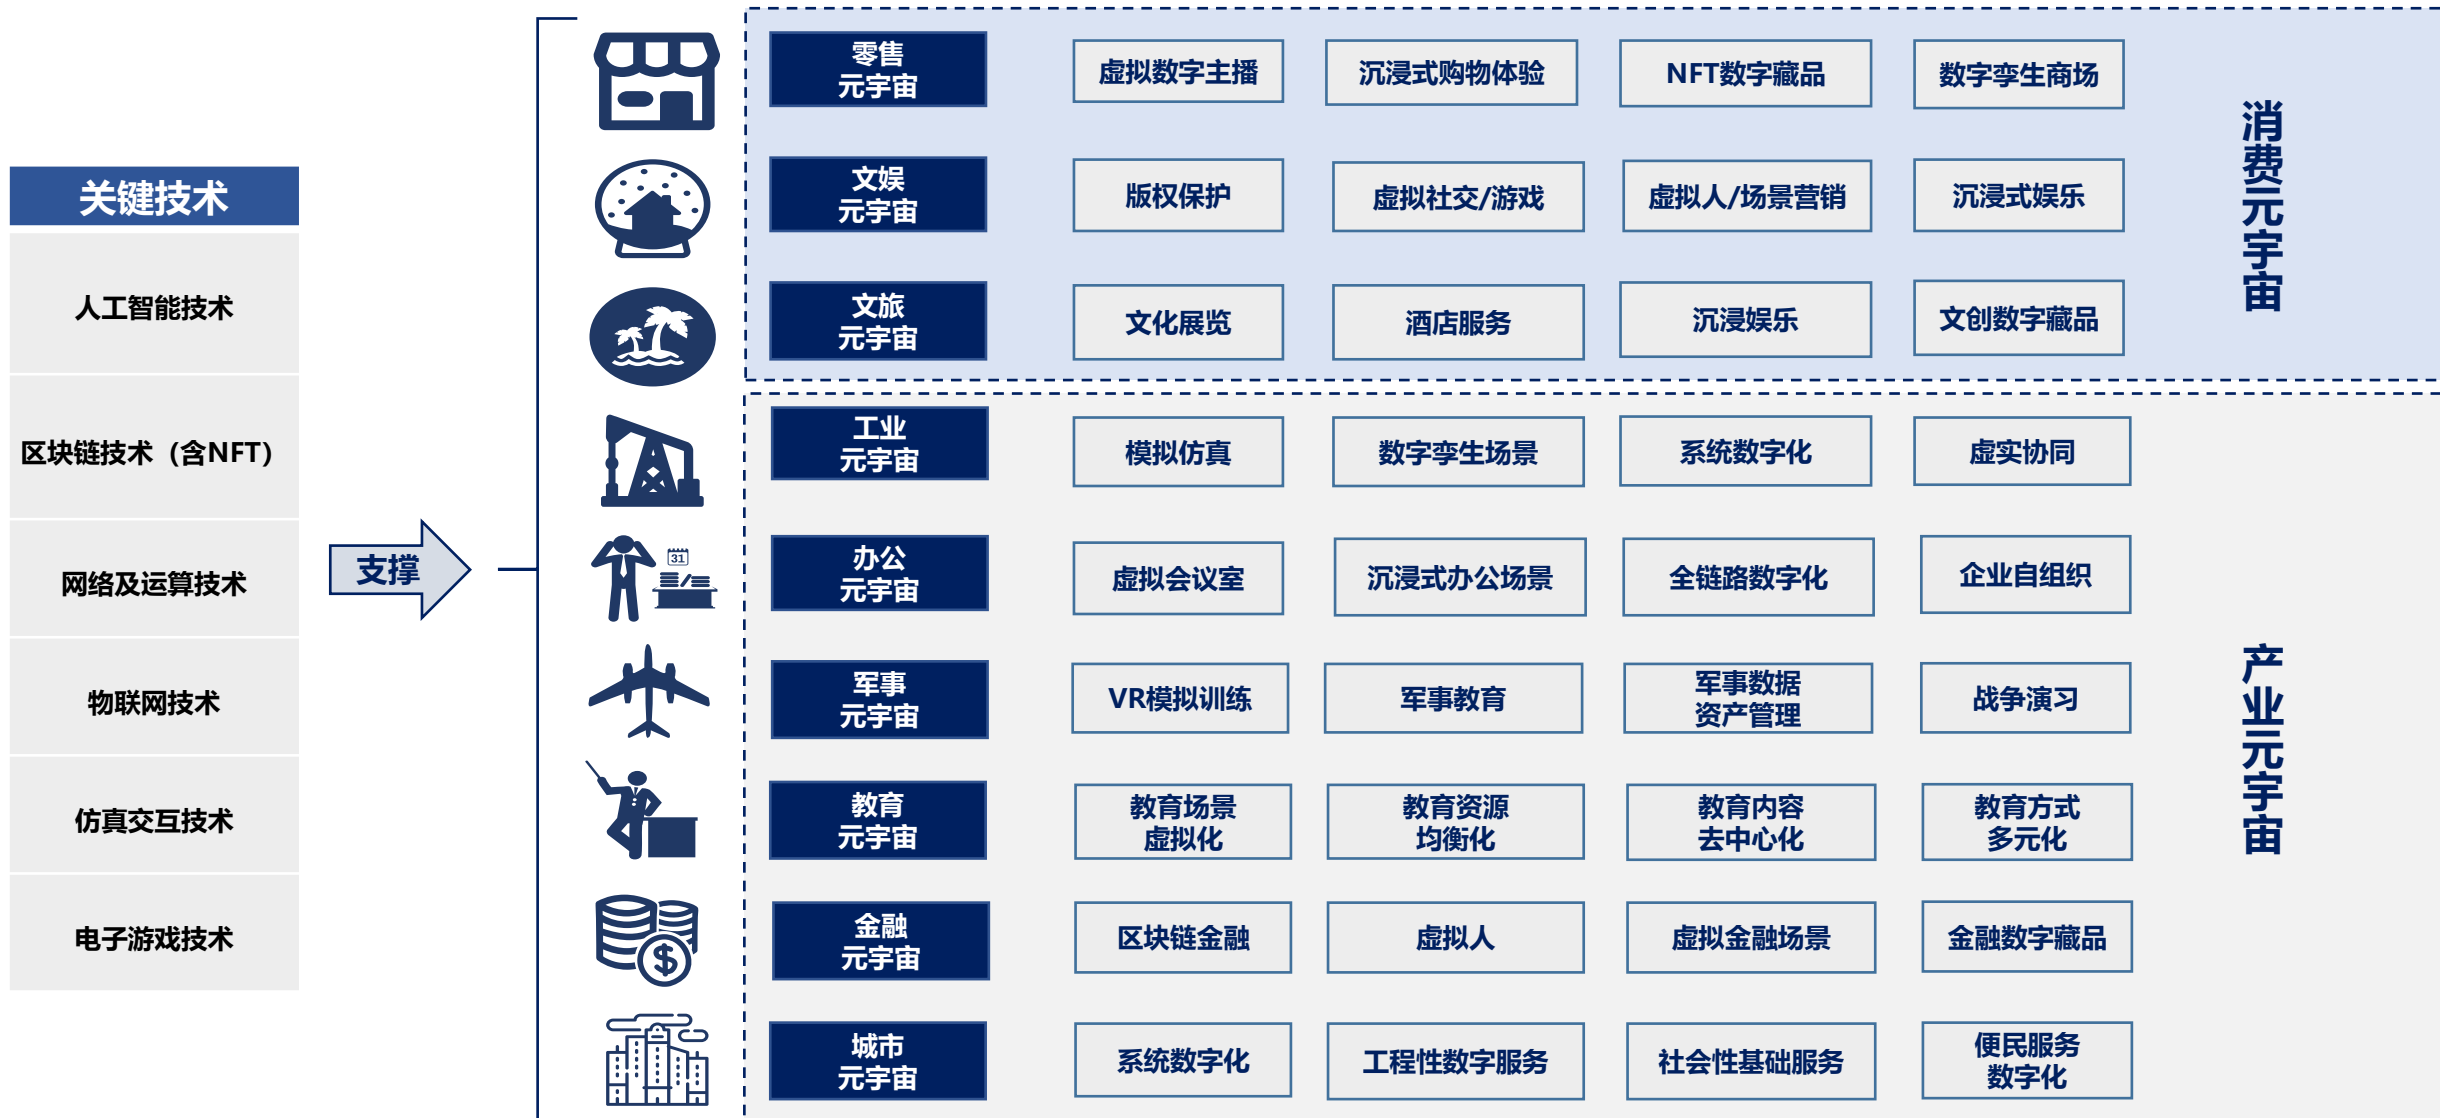 关键技术
人工智能技术
区块链技术（含NFT）
网络及运算技术
物联网技术
仿真交互技术
电子游戏技术
支撑
零售
元宇宙
虚拟数字主播
沉浸式购物体验
NFT数字藏品
数字孪生商场
文娱
元宇宙
版权保护
虚拟社交/游戏
虚拟人/场景营销
沉浸式娱乐
文旅
元宇宙
文化展览
酒店服务
沉浸娱乐
文创数字藏品
消费元宇宙
工业
元宇宙
模拟仿真
数字孪生场景
系统数字化
虚实协同
31
办公
元宇宙
虚拟会议室
沉浸式办公场景
全链路数字化
企业自组织
军事
元宇宙
VR模拟训练
军事教育
军事数据
资产管理
战争演习
教育
元宇宙
教育场景
虚拟化
教育资源
均衡化
教育内容
去中心化
教育方式
多元化
$
金融
元宇宙
区块链金融
虚拟人
虚拟金融场景
金融数字藏品
城市
元宇宙
系统数字化
工程性数字服务
社会性基础服务
便民服务
数字化
产业元宇宙